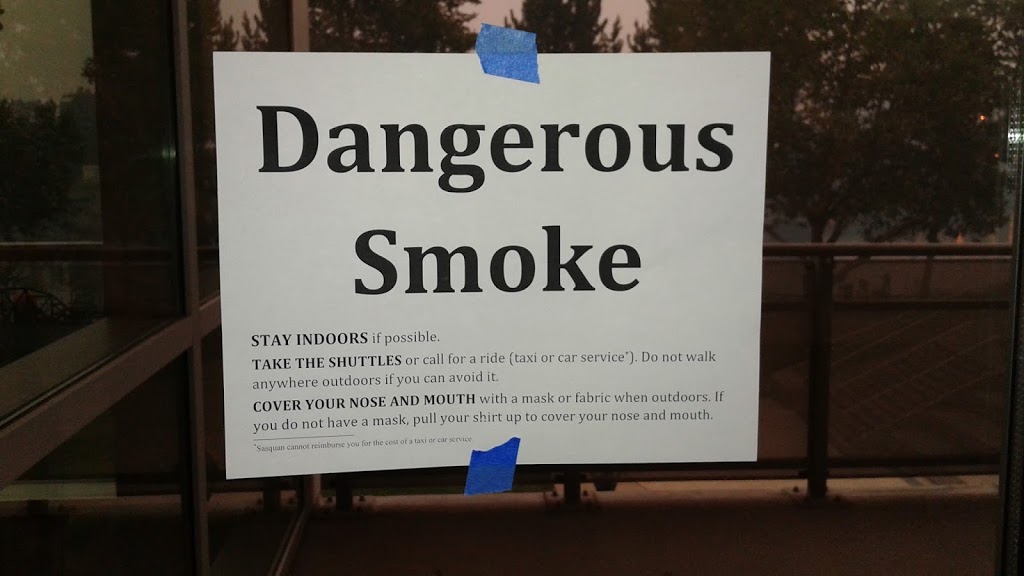 Dangerous
Smoke
STAY INDOORS if possible.
TAKE THE SHUTTLES or call for a ride (taxi or car service*). Do not walk
anywhere outdoors if you can avoid it.
COVER YOUR NOSE AND MOUTH with a mask or fabric when outdoors. If
you do not have a mask, pull your shirt up to cover your nose and mouth.
*Sasquan cannot reimburse you for the cost of a taxi or car service.